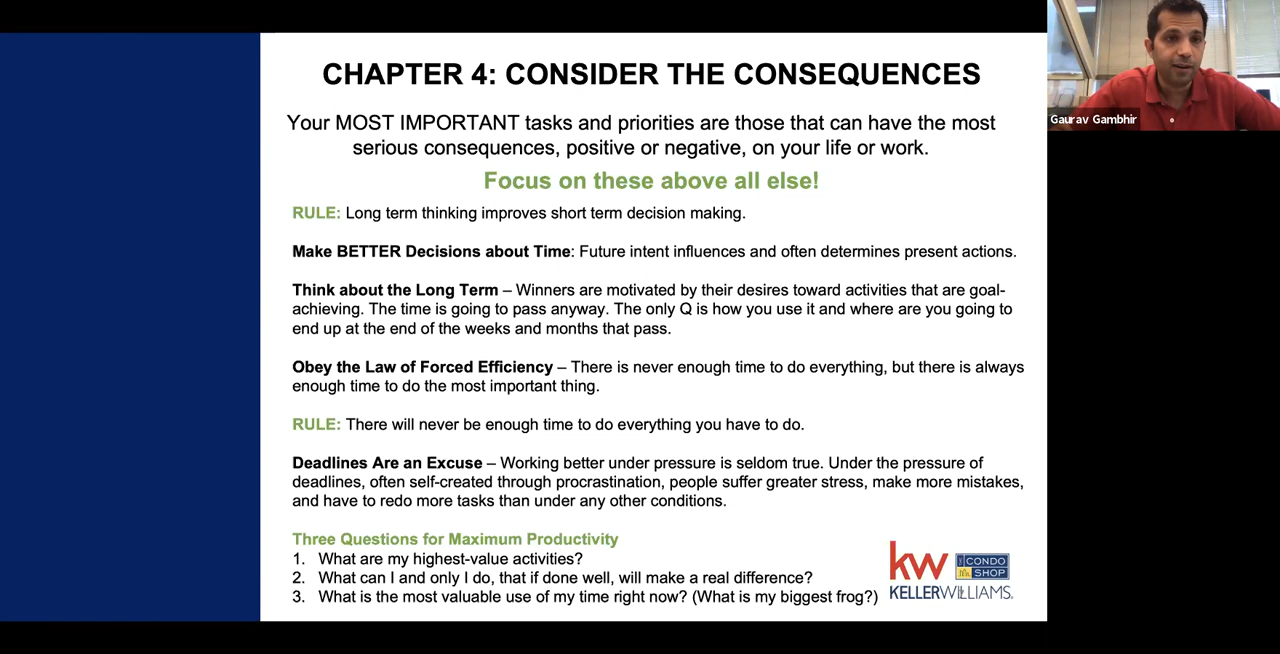 CHAPTER 4: CONSIDER THE CONSEQUENCES
Your MOST IMPORTANT tasks and priorities are those that can have the most
serious consequences, positive or negative, on your life or work.
Focus on these above all else!
RULE: Long term thinking improves short term decision making.
Make BETTER Decisions about Time: Future intent influences and often determines present actions.
Think about the Long Term – Winners are motivated by their desires toward activities that are goal-
achieving. The time is going to pass anyway. The only Q is how you use it and where are you going to
end up at the end of the weeks and months that pass.
Obey the Law of Forced Efficiency – There is never enough time to do everything, but there is always
enough time to do the most important thing.
RULE: There will never be enough time to do everything you have to do.
Deadlines Are an Excuse – Working better under pressure is seldom true. Under the pressure of
deadlines, often self-created through procrastination, people suffer greater stress, make more mistakes,
and have to redo more tasks than under any other conditions.
Three Questions for Maximum Productivity
1. What are my highest-value activities?
2. What can I and only I do, that if done well, will make a real difference?
3. What is the most valuable use of my time right now? (What is my biggest frog?)
kw
CONDO
SHOP
KELLERWILLIAMS.
Gaurav Gambhir